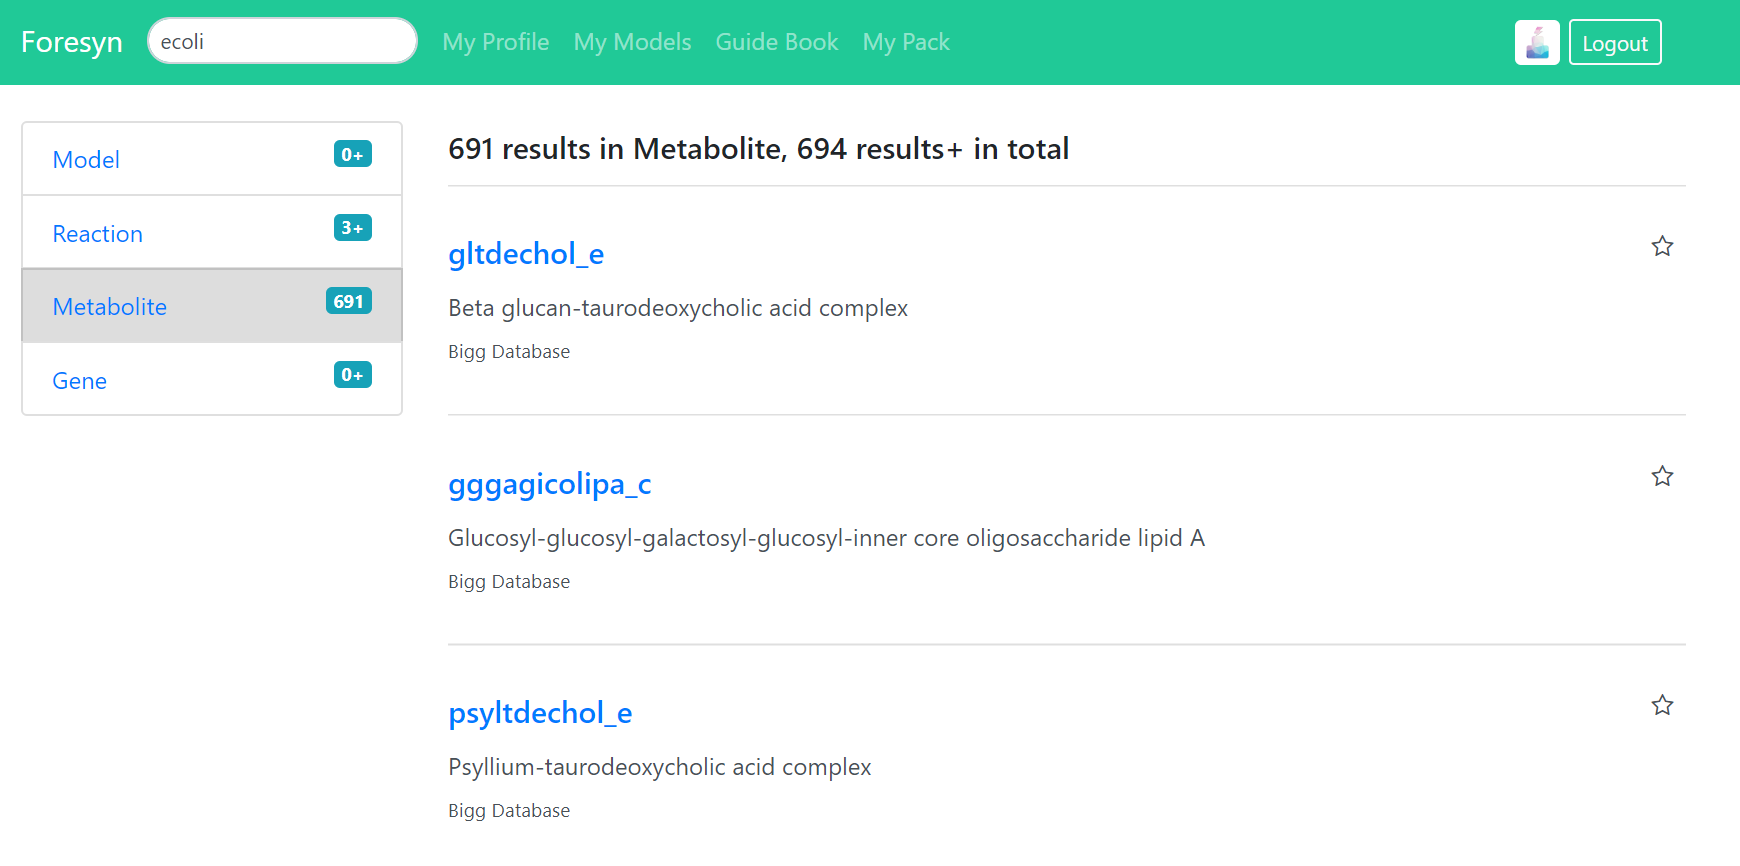 Foresyn ecoli My Profile My Models Guide Book My Pack Logout
Model 0+
Reaction 3+
Metabolite 691
Gene 0+
691 results in Metabolite, 694 results+ in total
gltdechol_e
Beta glucan-taurodeoxycholic acid complex
Bigg Database
gggagicolipa_c
Glucosyl-glucosyl-galactosyl-glucosyl-inner core oligosaccharide lipid A
Bigg Database
psyltdechol_e
Psyllium-taurodeoxycholic acid complex
Bigg Database